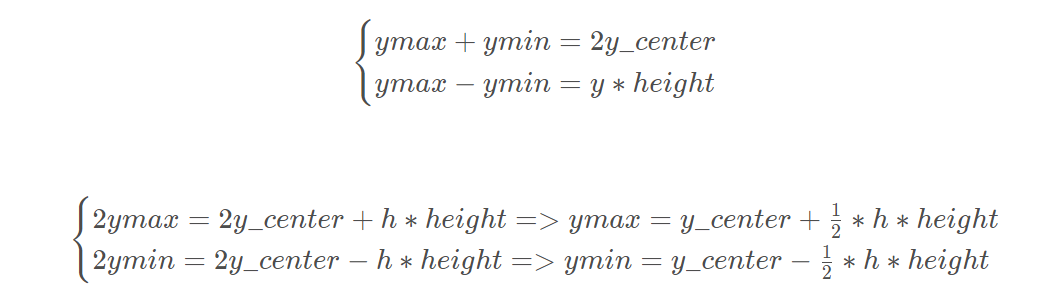 ymax + ymin = 2y_center
ymax − ymin = y ∗ height
2ymax = 2y_center + h ∗ height => ymax = y_center + 1/2 ∗ h ∗ height
2ymin = 2y_center − h ∗ height => ymin = y_center − 1/2 ∗ h ∗ height